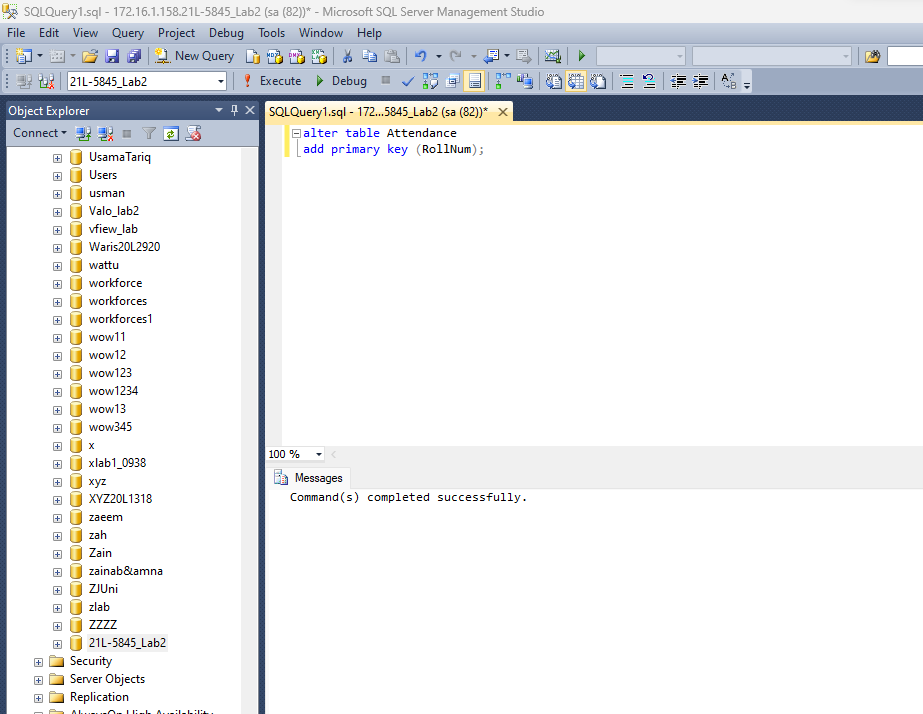 SQLQuery1.sql - 172.16.1.158.21L-5845_Lab2 (sa (82))* - Microsoft SQL Server Management Studio
File Edit View Query Project Debug Tools Window Help
New Query
21L-5845_Lab2 Execute Debug
Object Explorer
Connect
UsamaTariq
Users
usman
Valo_lab2
vfiew_lab
Waris20L2920
wattu
workforce
workforces
workforces1
wow11
wow12
wow123
wow1234
wow13
wow345
x
xlab1_0938
xyz
XYZ20L1318
zaeem
zah
Zain
zainab&amna
ZJUni
zlab
ZZZZ
21L-5845_Lab2
Security
Server Objects
Replication
AlwaysOn High Availability
SQLQuery1.sql - 172...5845_Lab2 (sa (82))*
alter table Attendance
add primary key (RollNum);
100 %
Messages
Command(s) completed successfully.